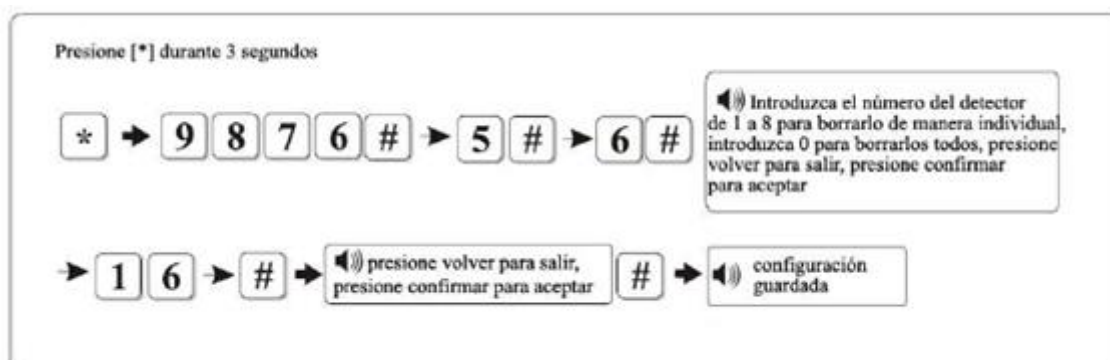 Presione [*] durante 3 segundos
* 9 8 7 6 # 5 # 6 #
Introduzca el número del detector
de 1 a 8 para borrarlo de manera individual,
introduzca 0 para borrarlos todos, presione
volver para salir, presione confirmar
para aceptar
1 6 #
presione volver para salir,
presione confirmar para aceptar
#
configuración
guardada